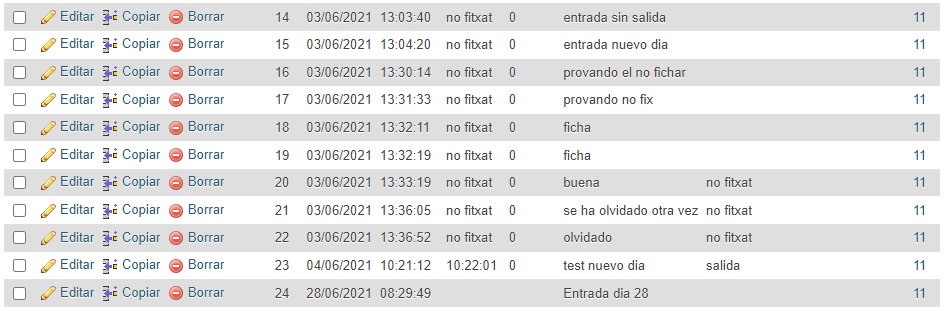 Editar Copiar Borrar 14 03/06/2021 13:03:40 no fitxat 0 entrada sin salida 11
Editar Copiar Borrar 15 03/06/2021 13:04:20 no fitxat 0 entrada nuevo dia 11
Editar Copiar Borrar 16 03/06/2021 13:30:14 no fitxat 0 provando el no fichar 11
Editar Copiar Borrar 17 03/06/2021 13:31:33 no fitxat 0 provando no fix 11
Editar Copiar Borrar 18 03/06/2021 13:32:11 no fitxat 0 ficha 11
Editar Copiar Borrar 19 03/06/2021 13:32:19 no fitxat 0 ficha 11
Editar Copiar Borrar 20 03/06/2021 13:33:19 no fitxat 0 buena no fitxat 11
Editar Copiar Borrar 21 03/06/2021 13:36:05 no fitxat 0 se ha olvidado otra vez no fitxat 11
Editar Copiar Borrar 22 03/06/2021 13:36:52 no fitxat 0 olvidado no fitxat 11
Editar Copiar Borrar 23 04/06/2021 10:21:12 10:22:01 0 test nuevo dia salida 11
Editar Copiar Borrar 24 28/06/2021 08:29:49 Entrada dia 28 11